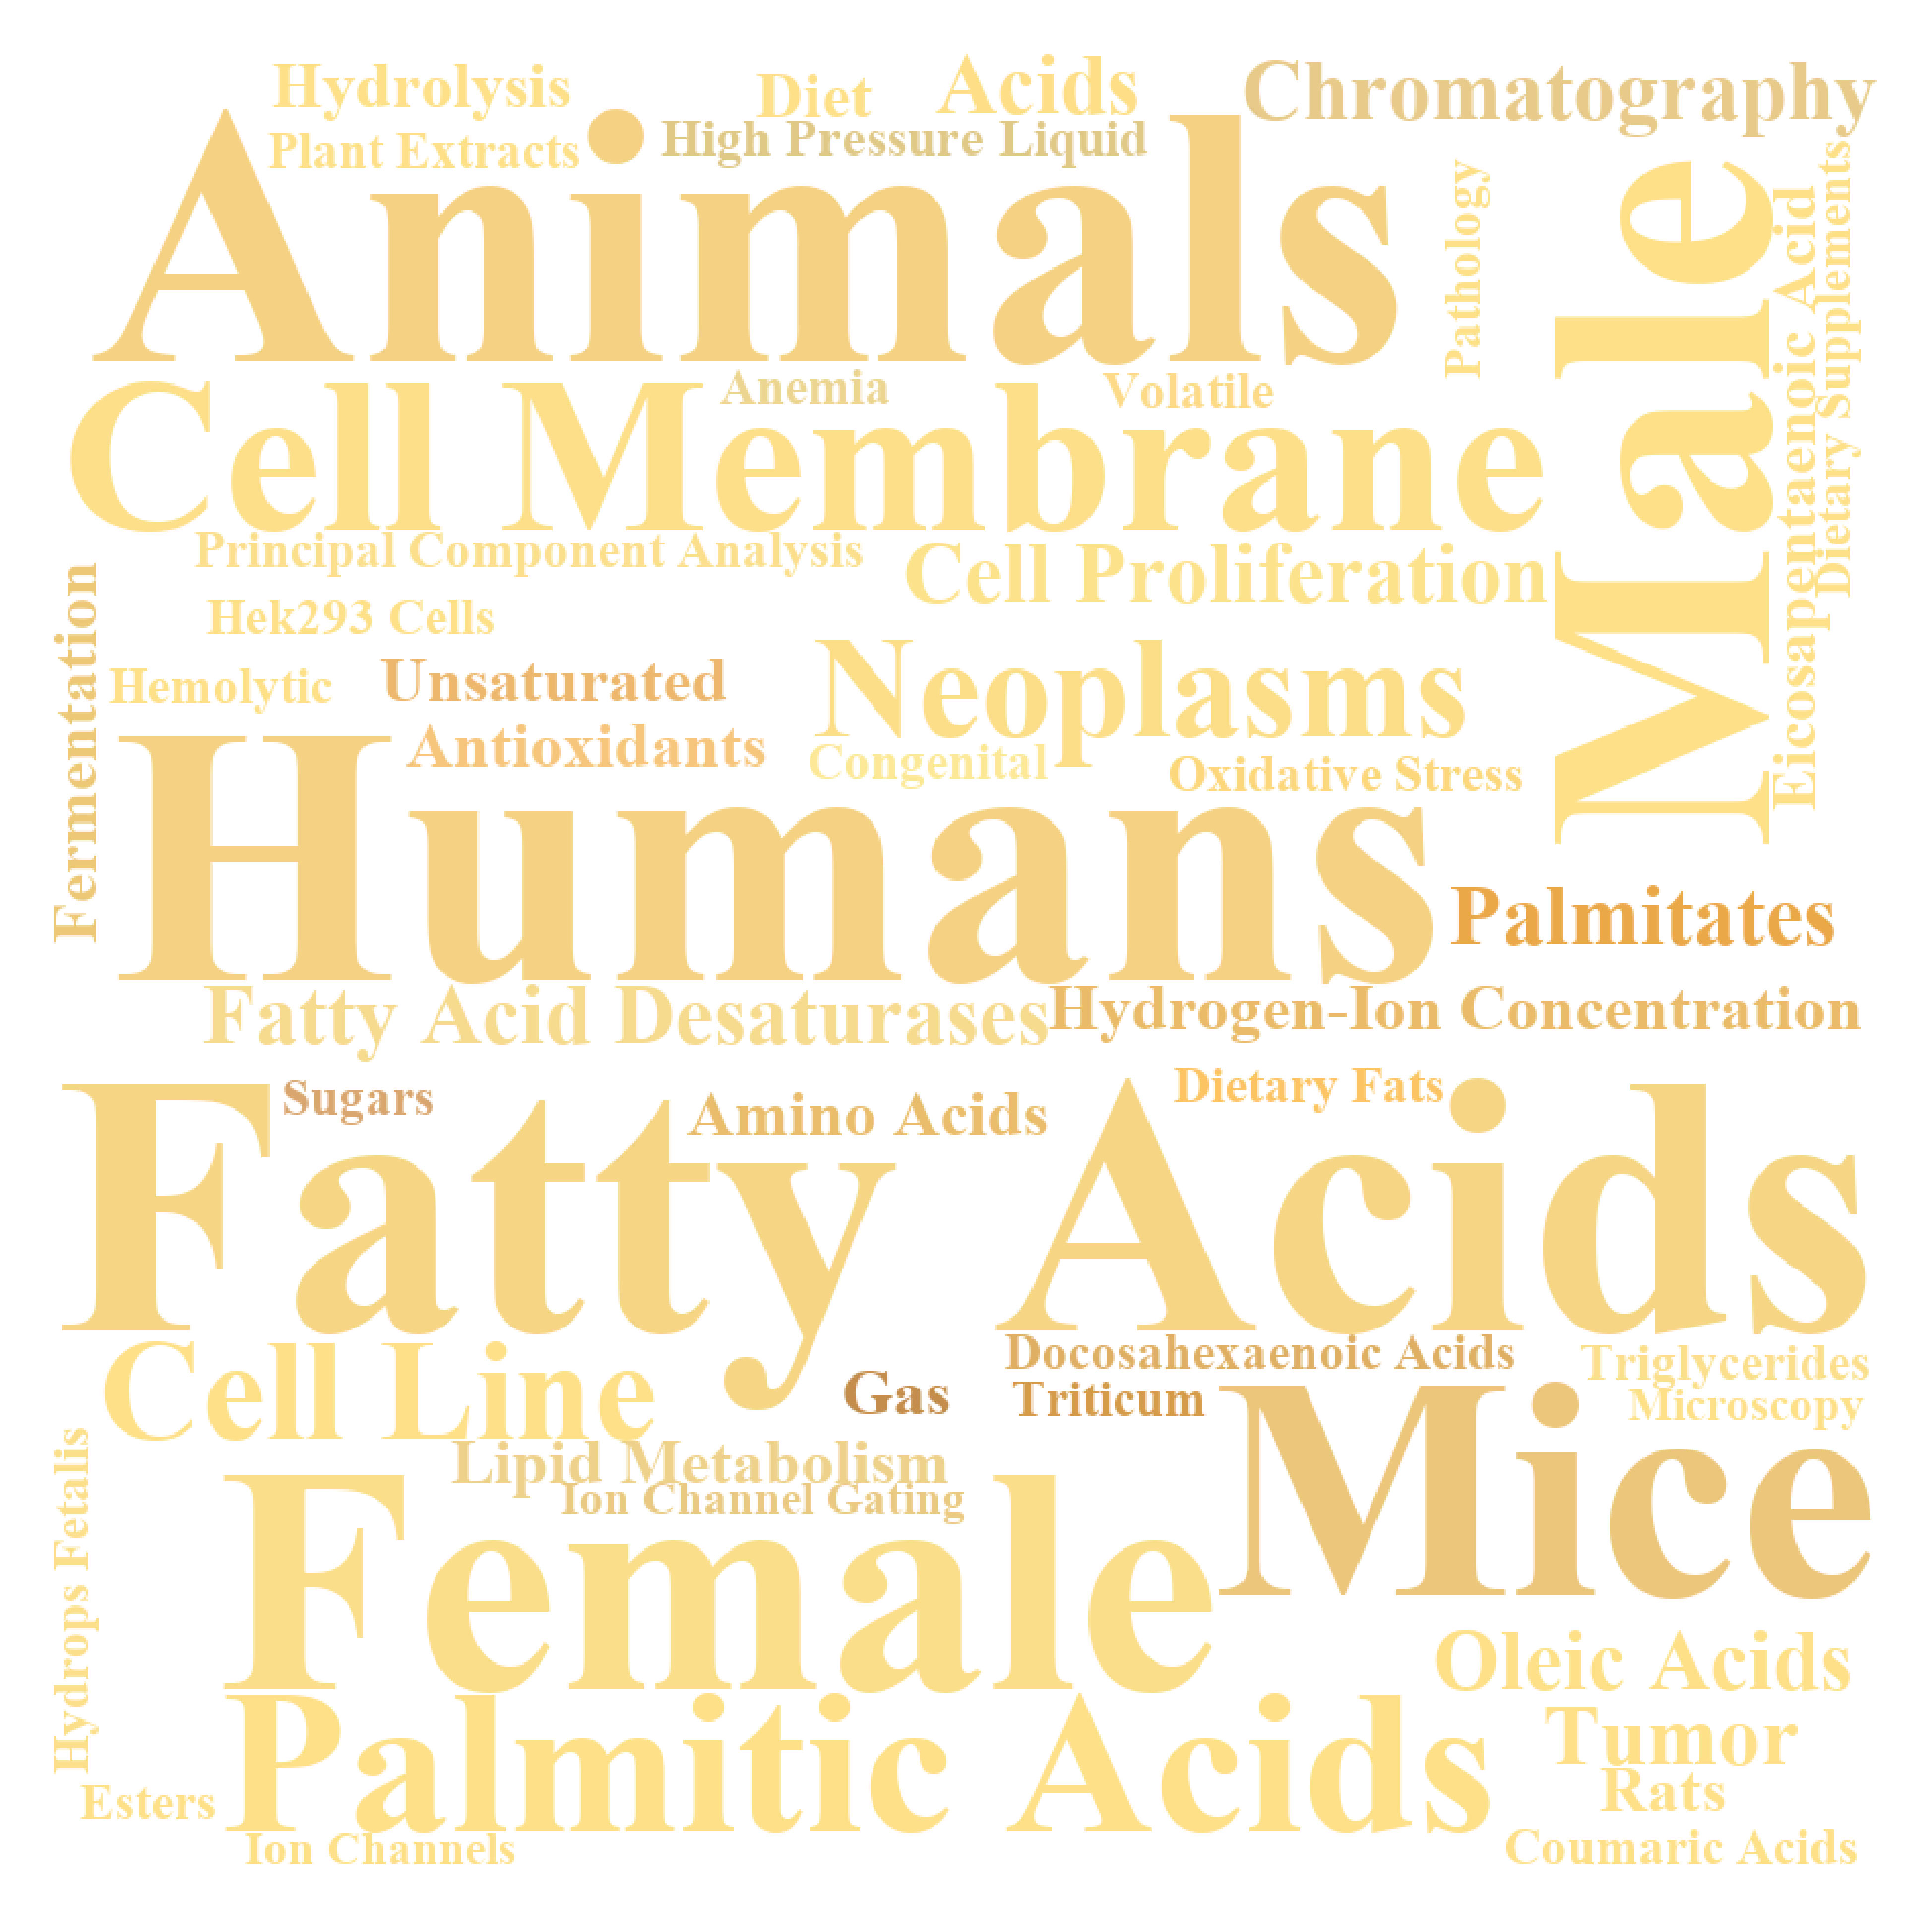 Hydrolysis
Diet
Acids
Chromatography
Plant Extracts
High Pressure Liquid
Animals
Pathology
Male
Eicosapentaenoic Acid
Dietary Supplements
Anemia
Volatile
Cell Membrane
Principal Component Analysis
Cell Proliferation
Fermentation
Hek293 Cells
Hemolytic
Unsaturated
Neoplasms
Antioxidants
Congenital
Oxidative Stress
Humans
Palmitates
Fatty Acid Desaturases
Hydrogen-Ion Concentration
Sugars
Amino Acids
Dietary Fats
Fatty Acids
Cell Line
Gas
Docosahexaenoic Acids
Triticum
Triglycerides
Microscopy
Mice
Lipid Metabolism
Ion Channel Gating
Hydrops Fetalis
Female
Oleic Acids
Palmitic Acids
Tumor
Rats
Esters
Ion Channels
Coumaric Acids